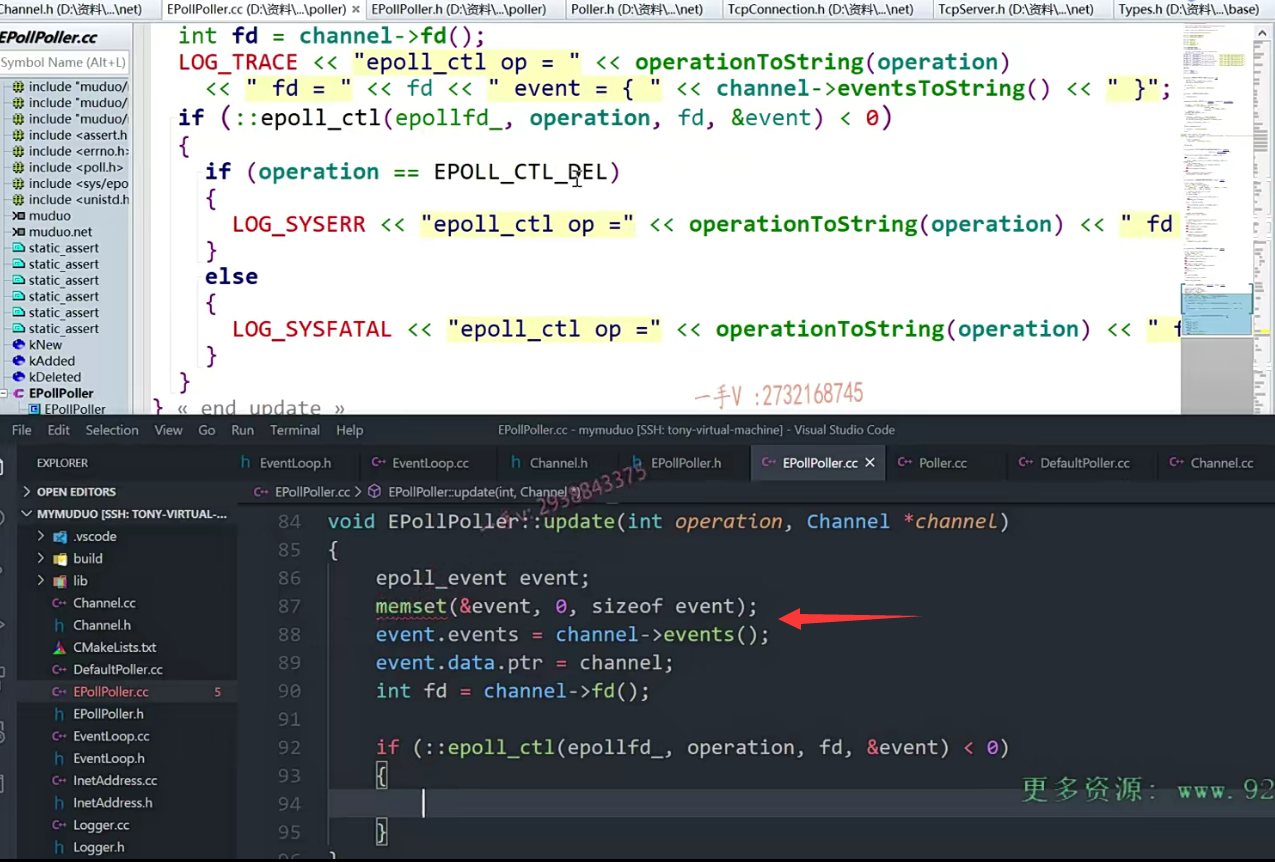 Channel.h (D:\资料\...\net)
EPollPoller.cc (D:\资料\...\poller) ×
EPollPoller.h (D:\资料\...\poller)
Poller.h (D:\资料\...\net)
TcpConnection.h (D:\资料\...\net)
TcpServer.h (D:\资料\...\net)
Types.h (D:\资料\...\base)
EPollPoller.cc
Symbol Name (Alt+L)
include "muduo/
include "muduo/
include "muduo/
include <assert.h
include <errno.h>
include <poll.h>
include <sys/epo
include <unistd.h
muduo
muduo.net
static_assert
static_assert
static_assert
static_assert
static_assert
static_assert
kNew
kAdded
kDeleted
EPollPoller
EPollPoller
int fd = channel->fd();
LOG_TRACE << "epoll_ctl op = " << operationToString(operation)
<< " fd = " << fd << " event = { " << channel->eventsToString() << " }";
if (::epoll_ctl(epollfd_, operation, fd, &event) < 0)
{
if (operation == EPOLL_CTL_DEL)
{
LOG_SYSERR << "epoll_ctl op =" << operationToString(operation) << " fd
}
else
{
LOG_SYSFATAL << "epoll_ctl op =" << operationToString(operation) << " f
}
}
} « end update »
一手V :2732168745
File Edit Selection View Go Run Terminal Help
EPollPoller.cc - mymuduo [SSH: tony-virtual-machine] - Visual Studio Code
EXPLORER
EventLoop.h
EventLoop.cc
Channel.h
EPollPoller.h
EPollPoller.cc ×
Poller.cc
DefaultPoller.cc
Channel.cc
OPEN EDITORS
MYMUDUO [SSH: TONY-VIRTUAL-...
.vscode
build
lib
Channel.cc
Channel.h
CMakeLists.txt
DefaultPoller.cc
EPollPoller.cc 5
EPollPoller.h
EventLoop.cc
EventLoop.h
InetAddress.cc
InetAddress.h
Logger.cc
Logger.h
EPollPoller.cc > EPollPoller::update(int, Channel *)
2938843375
84 void EPollPoller::update(int operation, Channel *channel)
85 {
86 epoll_event event;
87 memset(&event, 0, sizeof event);
88 event.events = channel->events();
89 event.data.ptr = channel;
90 int fd = channel->fd();
91
92 if (::epoll_ctl(epollfd_, operation, fd, &event) < 0)
93 {
94
95 }
更多资源: www.92